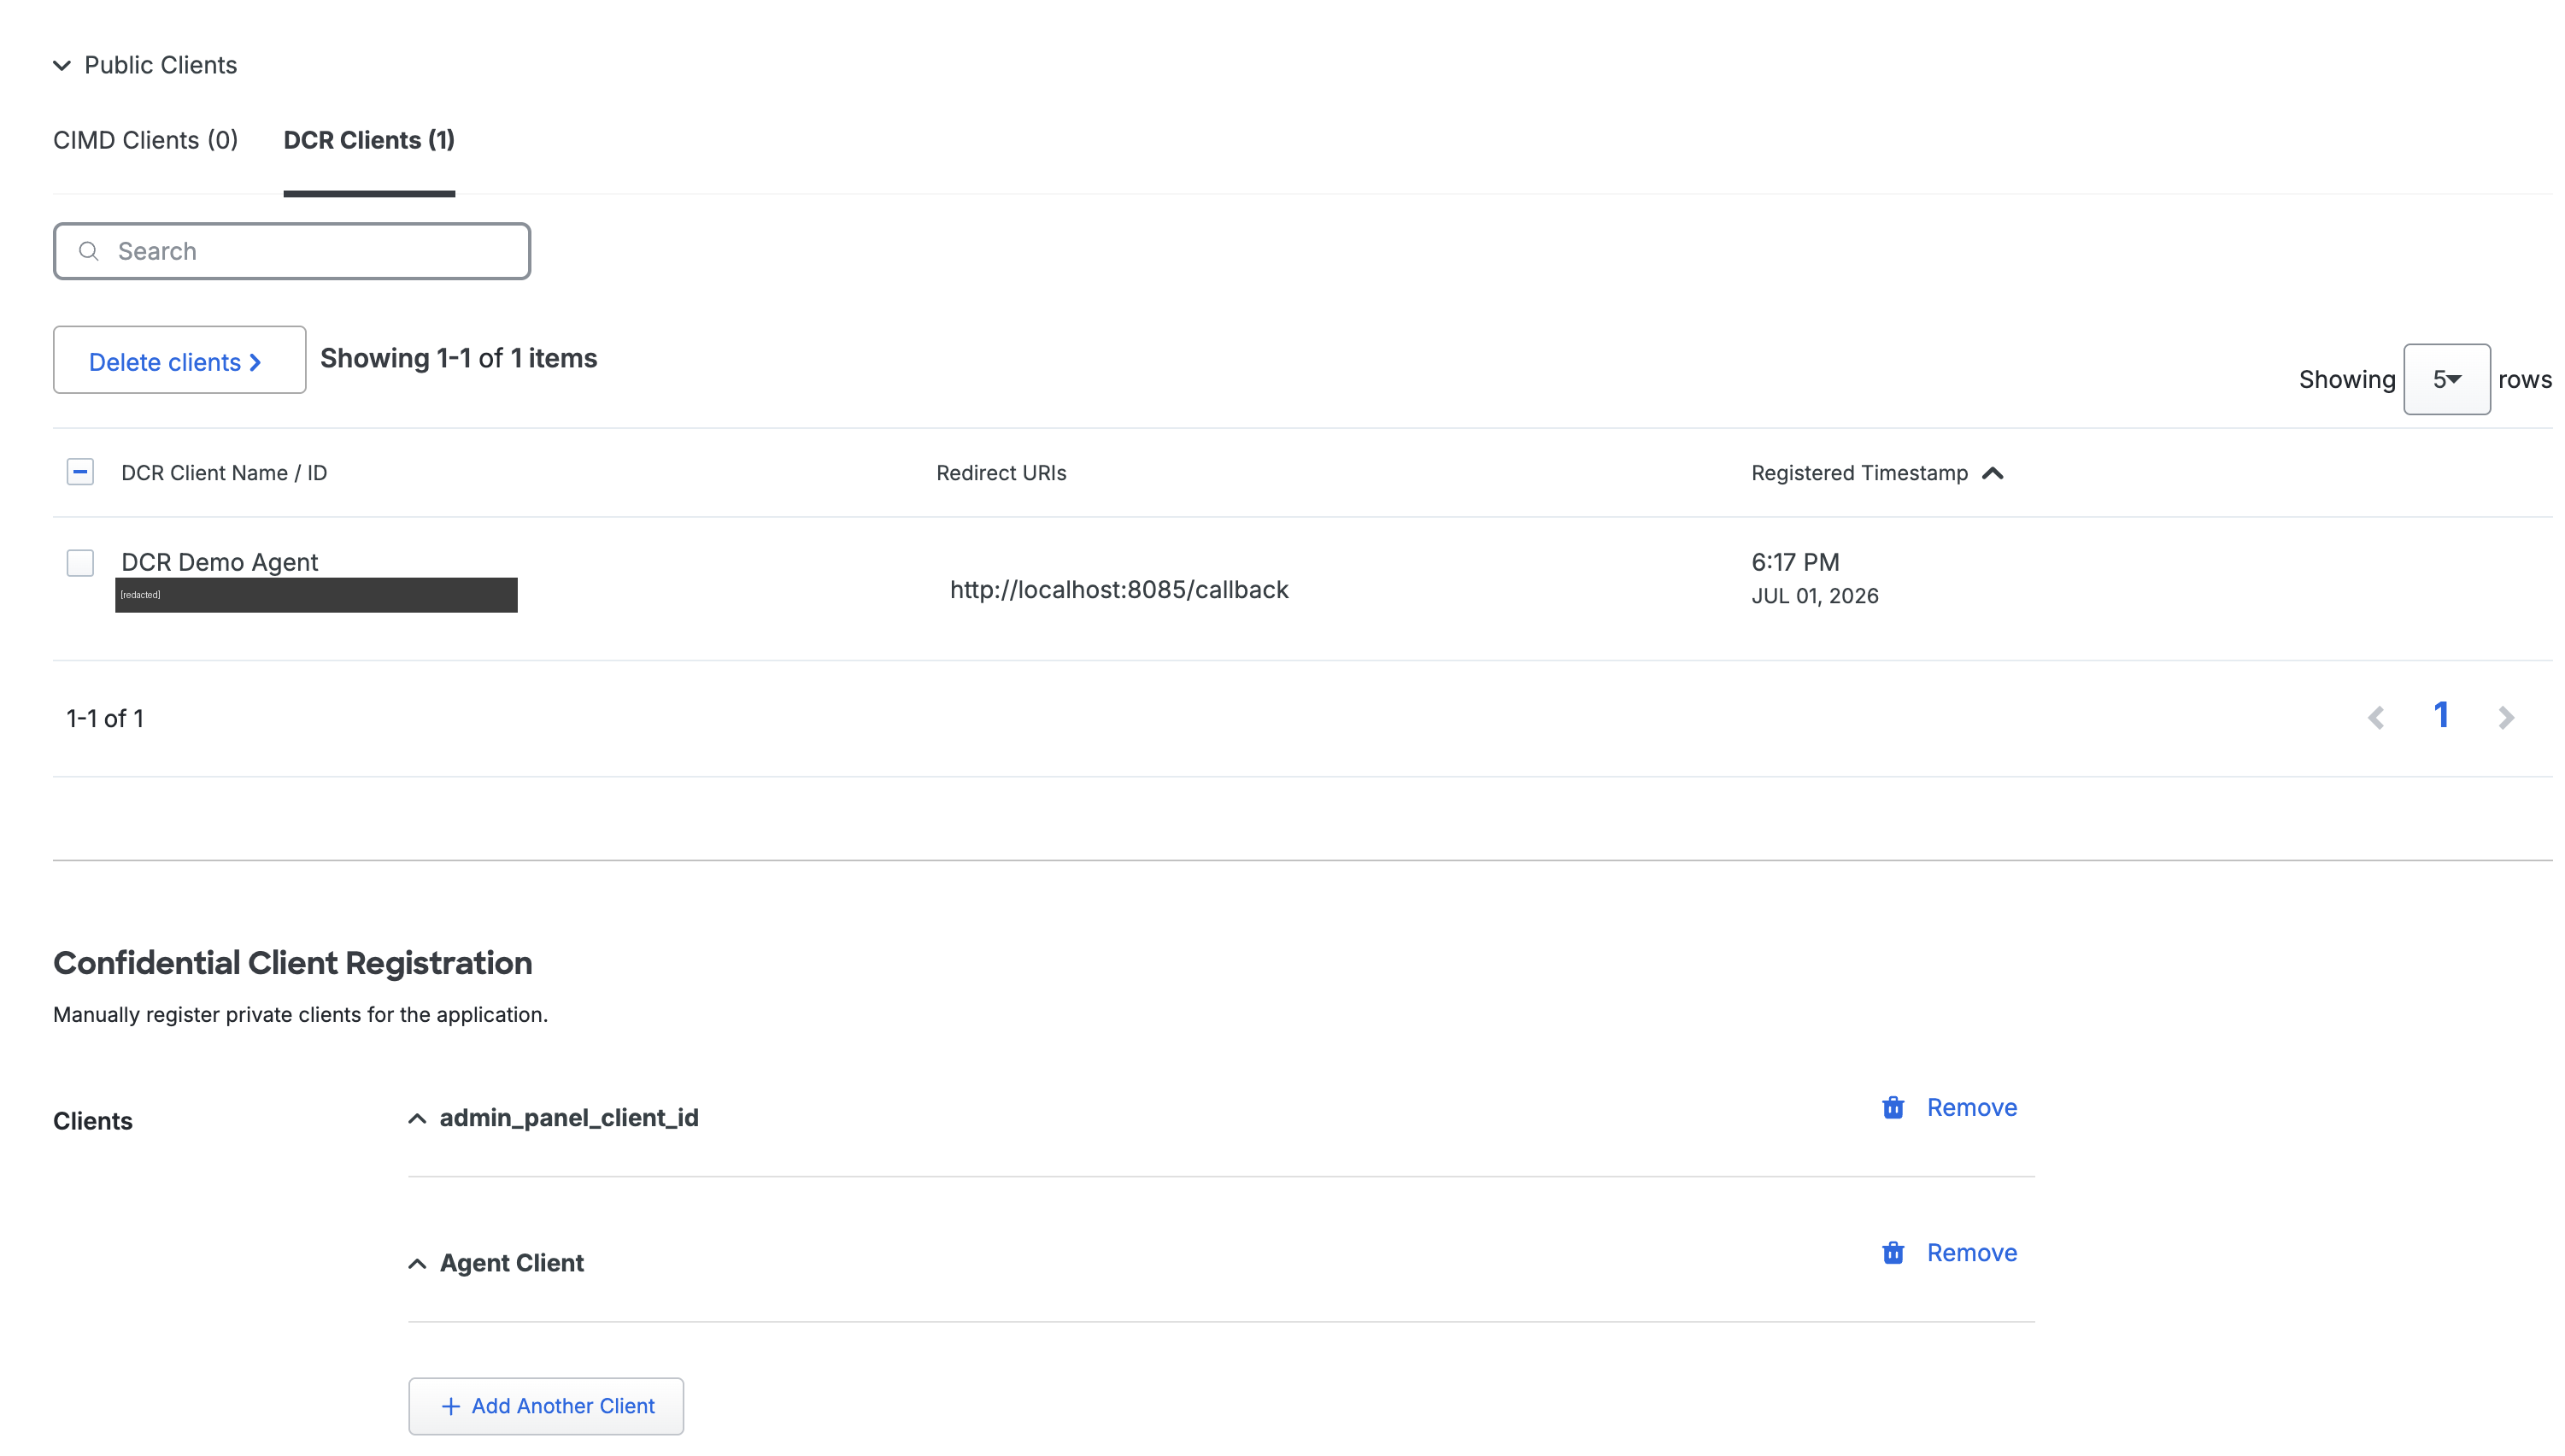 Public Clients
CIMD Clients (0) DCR Clients (1)
Search
Delete clients Showing 1-1 of 1 items
Showing 5 rows
DCR Client Name / ID Redirect URIs Registered Timestamp
DCR Demo Agent
[redacted]
http://localhost:8085/callback
6:17 PM
JUL 01, 2026
1-1 of 1 1
Confidential Client Registration
Manually register private clients for the application.
Clients
admin_panel_client_id Remove
Agent Client Remove
Add Another Client